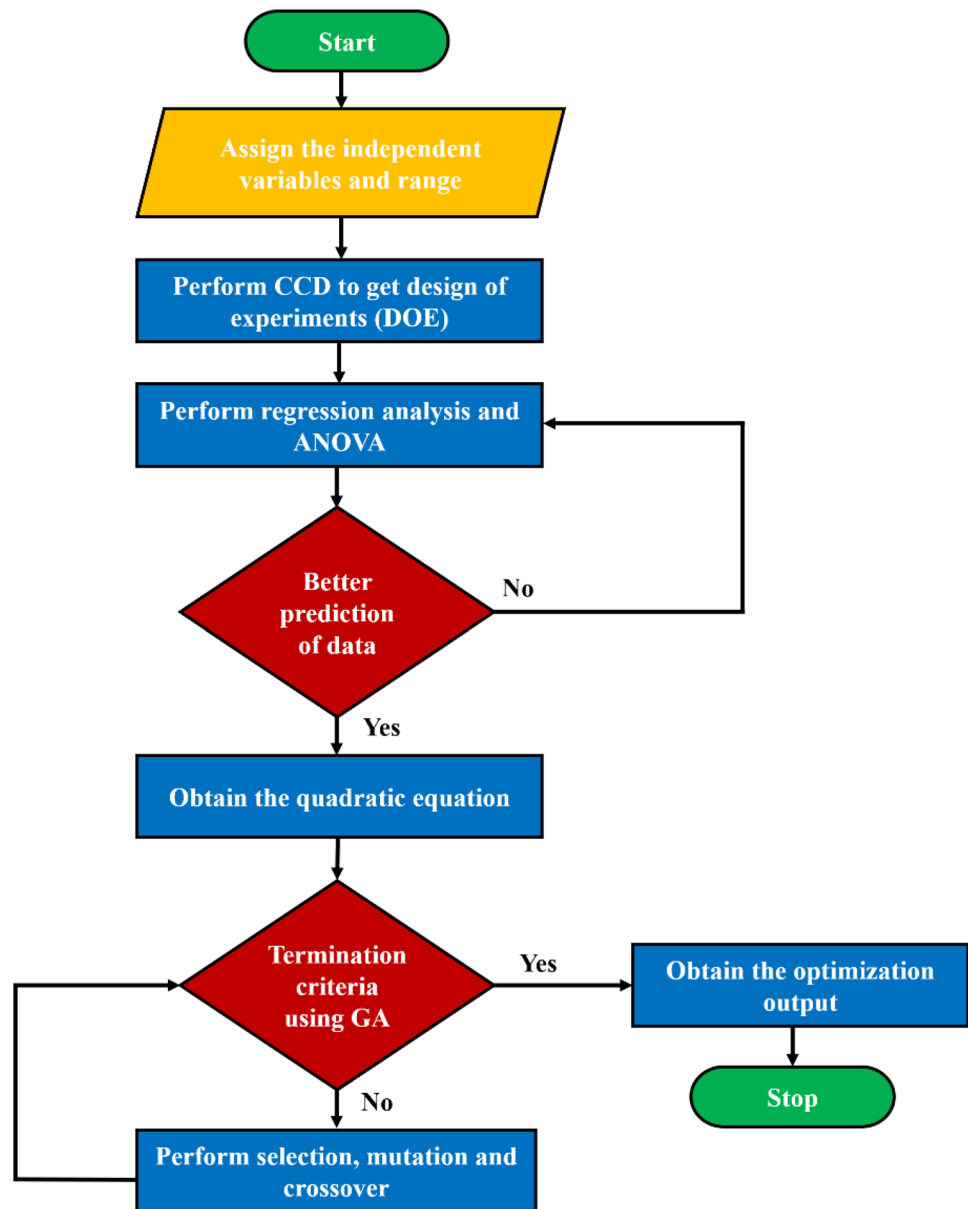 Start
Assign the independent
variables and range
Perform CCD to get design of
experiments (DOE)
Perform regression analysis and
ANOVA
Better
prediction
of data
No
Yes
Obtain the quadratic equation
Termination
criteria
using GA
Yes
Obtain the optimization
output
Stop
No
Perform selection, mutation and
crossover